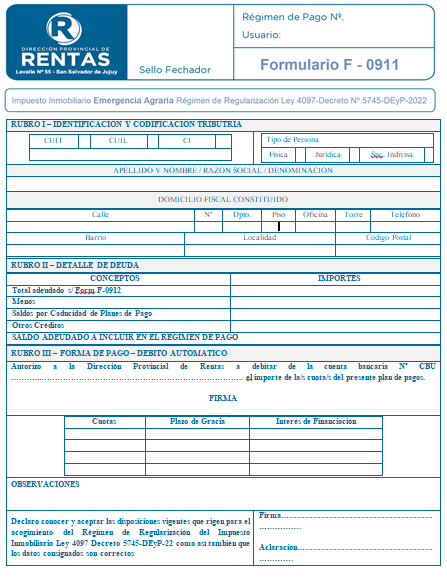 DIRECCIÓN PROVINCIAL DE
RENTAS
Lavalle Nº 55 - San Salvador de Jujuy
Sello Fechador
Régimen de Pago Nº.
Usuario:
Formulario F - 0911
Impuesto Inmobiliario Emergencia Agraria Régimen de Regularización Ley 4097-Decreto Nº 5745-DEyP-2022
RUBRO I – IDENTIFICACION Y CODIFICACION TRIBUTRIA
CUIT CUIL CI
Tipo de Persona
Física Jurídica Suc. Indivisa
APELLIDO Y NOMBRE / RAZON SOCIAL / DENOMINACION
DOMICILIO FISCAL CONSTITUIDO
Calle Nº Dpto. Piso Oficina Torre Teléfono
Barrio Localidad Código Postal
RUBRO II – DETALLE DE DEUDA
CONCEPTOS IMPORTES
Total adeudado s/ Form F-0912
Menos
Saldos por Caducidad de Planes de Pago
Otros Créditos
SALDO ADEUDADO A INCLUIR EN EL REGIMEN DE PAGO
RUBRO III – FORMA DE PAGO – DEBITO AUTOMATICO
Autorizo a la Dirección Provincial de Rentas a debitar de la cuenta bancaria Nº CBU
………………………………………………………………………… el importe de la/s cuota/s del presente plan de pagos.
FIRMA
Cuotas Plazo de Gracia Interés de Financiación
OBSERVACIONES
Declaro conocer y aceptar las disposiciones vigentes que rigen para el
acogimiento del Régimen de Regularización del Impuesto
Inmobiliario Ley 4097 Decreto 5745-DEyP-22 como así también que
los datos consignados son correctos
Firma……………………………………
……………
Aclaración………………………………
…………